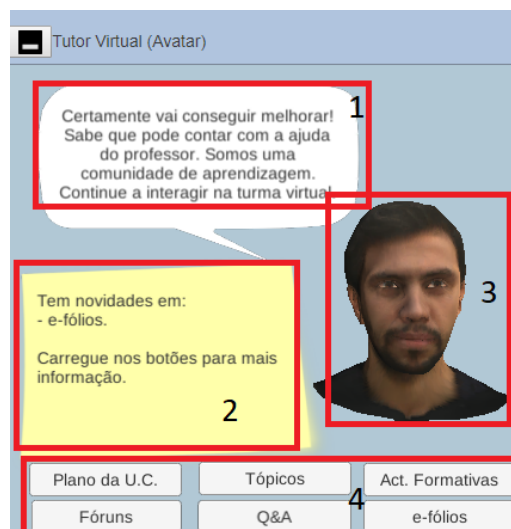 Tutor Virtual (Avatar)
1
Certamente vai conseguir melhorar!
Sabe que pode contar com a ajuda
do professor. Somos uma
comunidade de aprendizagem.
Continue a interagir na turma virtual
3
Tem novidades em:
- e-fólios.
Carregue nos botões para mais
informação.
2
Plano da U.C. Tópicos Act. Formativas
4
Fóruns Q&A e-fólios